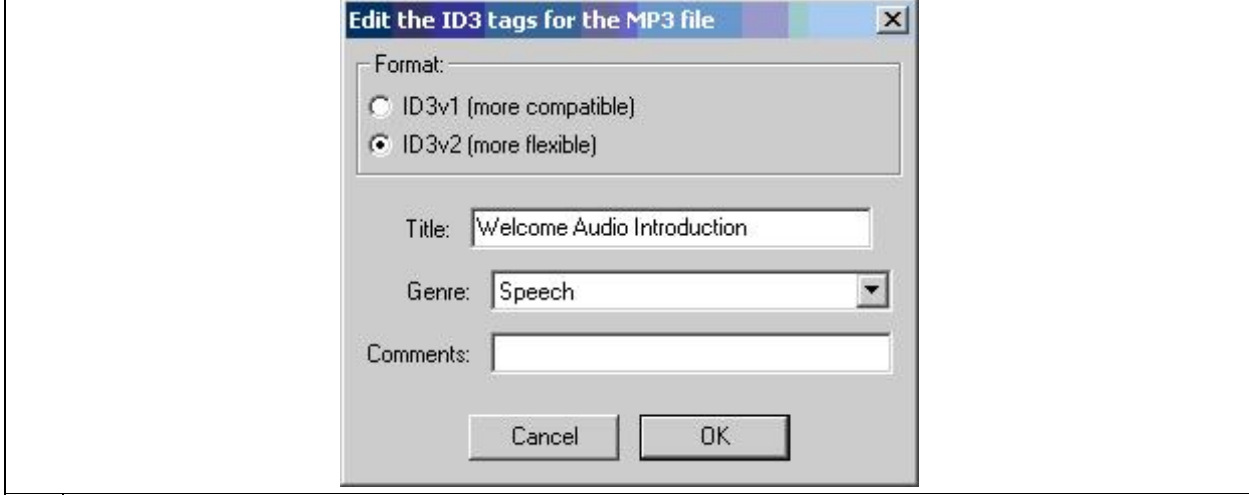 Edit the ID3 tags for the MP3 file
Format:
ID3v1 (more compatible)
ID3v2 (more flexible)
Title: Welcome Audio Introduction
Genre: Speech
Comments:
Cancel OK